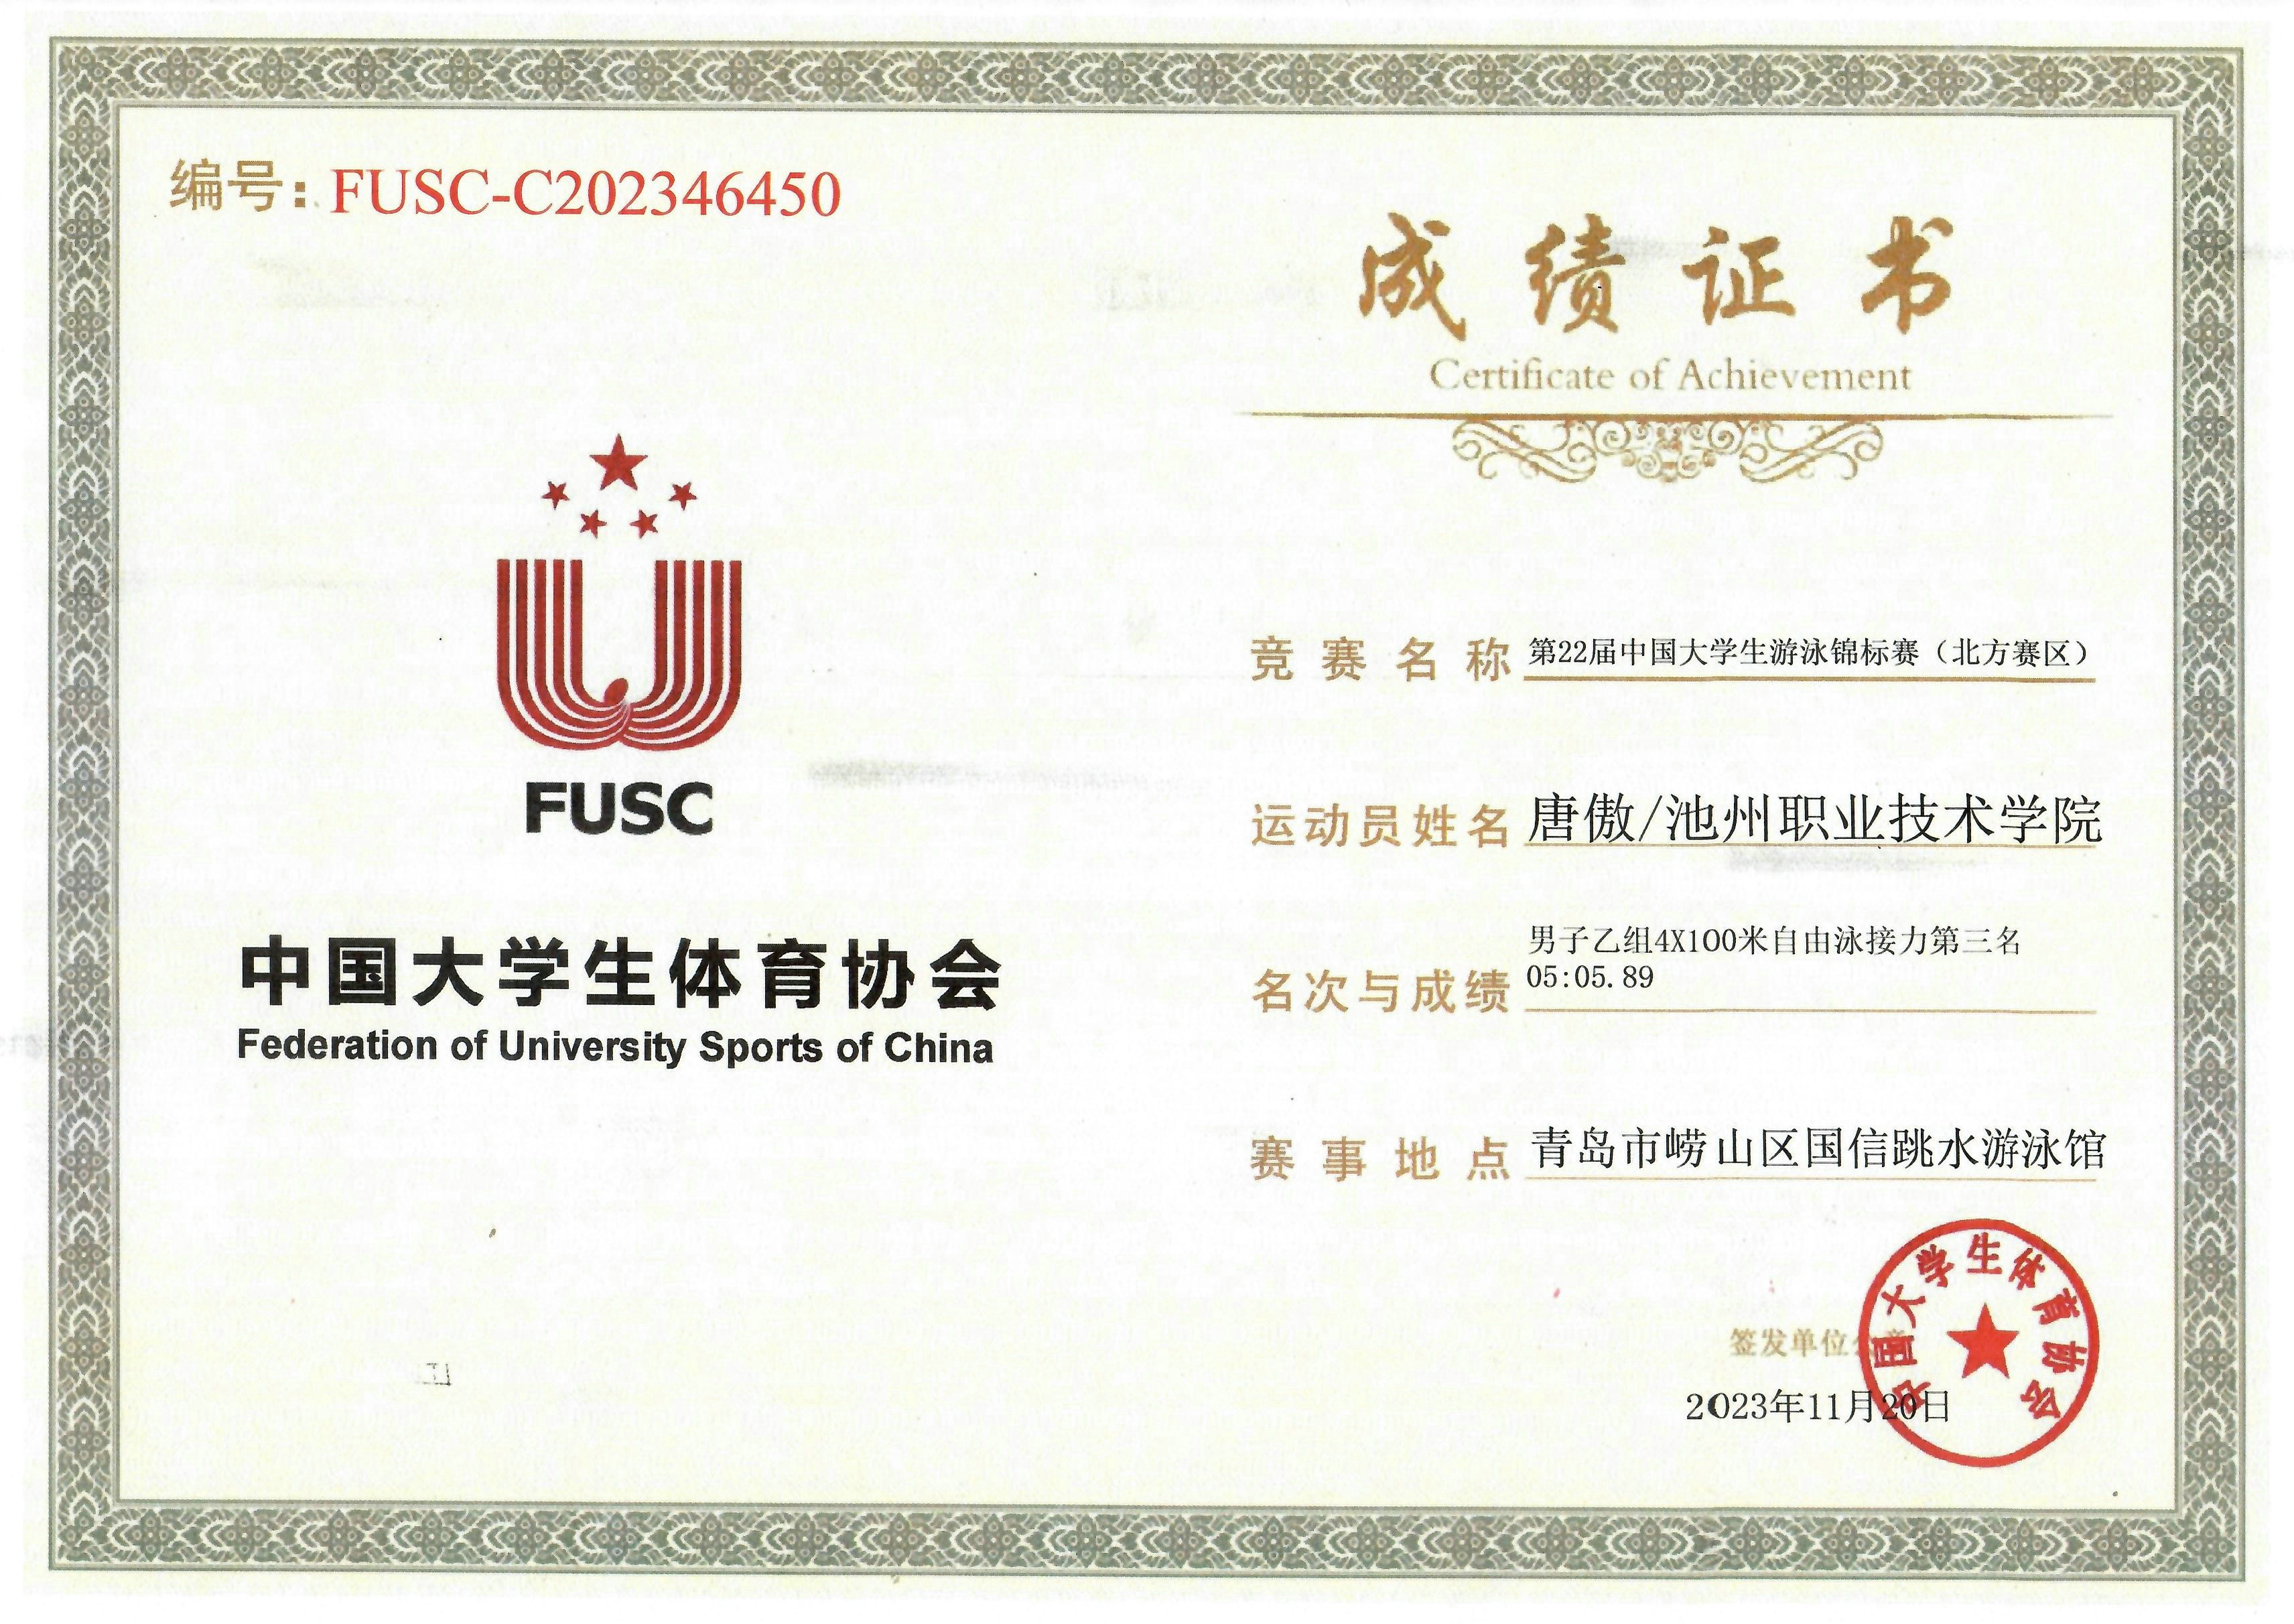 编号：FUSC-C202346450
成绩证书
Certificate of Achievement
FUSC
中国大学生体育协会
Federation of University Sports of China
竞赛名称 第22届中国大学生游泳锦标赛（北方赛区）
运动员姓名 唐傲/池州职业技术学院
名次与成绩 男子乙组4X100米自由泳接力第三名
05:05.89
赛事地点 青岛市崂山区国信跳水游泳馆
签发单位公章
2023年11月20日
中国大学生体育协会